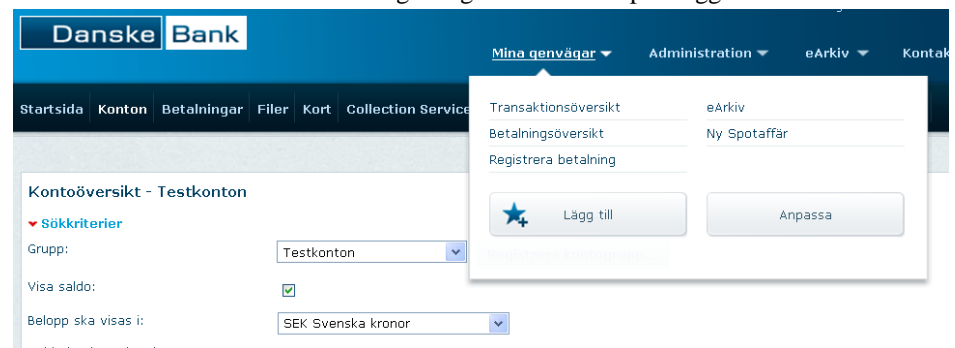 Danske Bank
Mina genvägar Administration eArkiv Kontak
Startsida Konton Betalningar Filer Kort Collection Service
Transaktionsöversikt eArkiv
Betalningsöversikt Ny Spotaffär
Registrera betalning
Lägg till Anpassa
Kontoöversikt - Testkonton
Sökkriterier
Grupp: Testkonton
Visa saldo:
Belopp ska visas i: SEK Svenska kronor